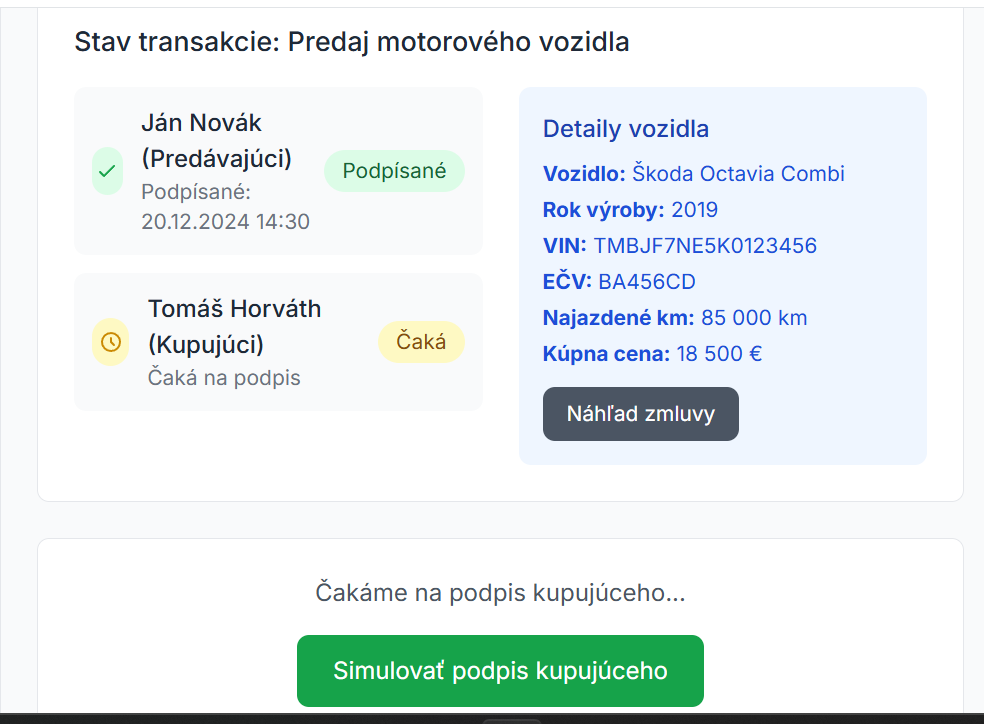 Stav transakcie: Predaj motorového vozidla
Ján Novák
(Predávajúci)
Podpísané:
20.12.2024 14:30
Podpísané
Tomáš Horváth
(Kupujúci)
Čaká na podpis
Čaká
Detaily vozidla
Vozidlo: Škoda Octavia Combi
Rok výroby: 2019
VIN: TMBJF7NE5K0123456
EČV: BA456CD
Najazdené km: 85 000 km
Kúpna cena: 18 500 €
Náhľad zmluvy
Čakáme na podpis kupujúceho...
Simulovať podpis kupujúceho